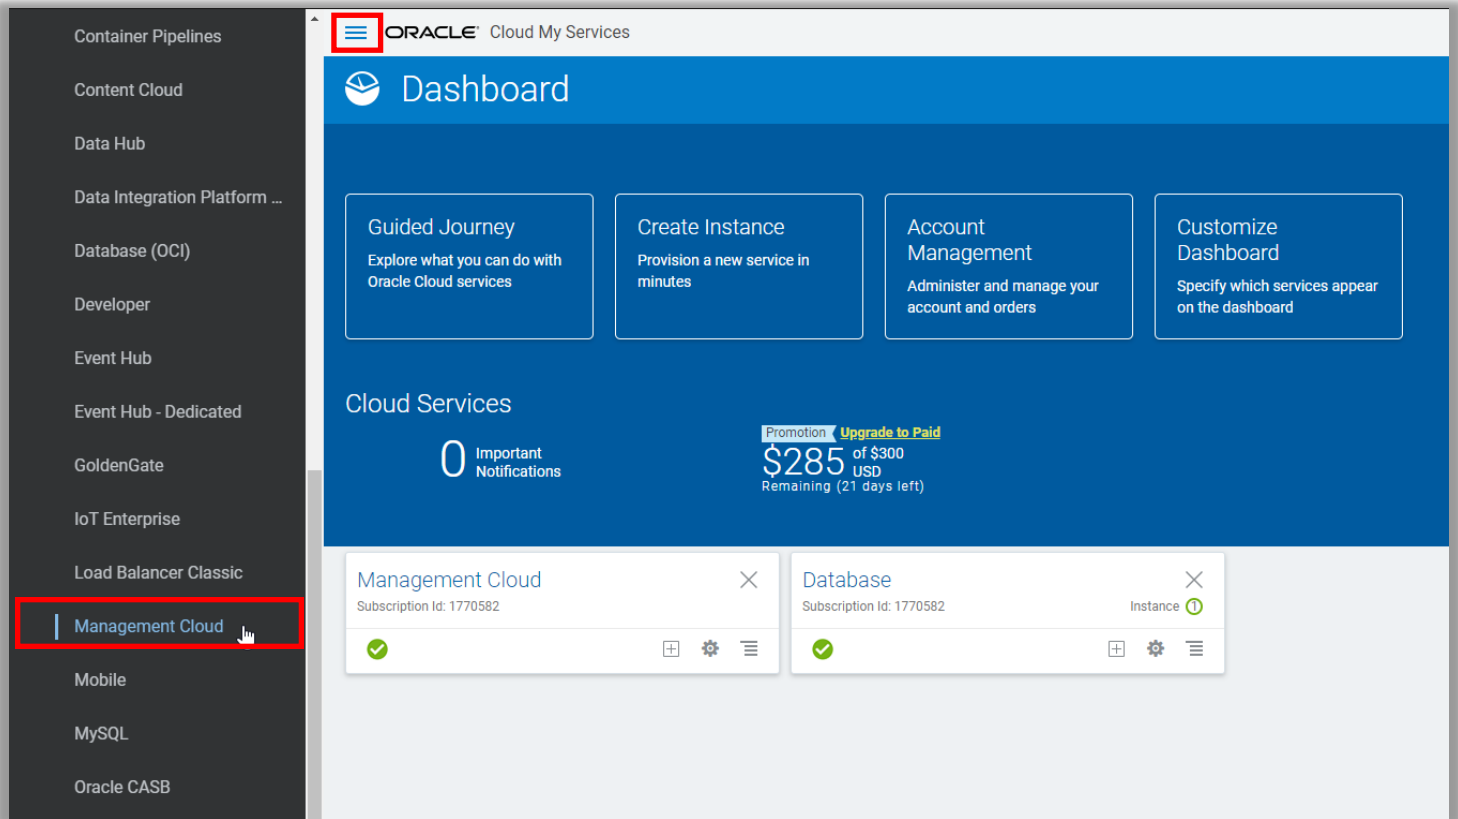 Container Pipelines
Content Cloud
Data Hub
Data Integration Platform ...
Database (OCI)
Developer
Event Hub
Event Hub - Dedicated
GoldenGate
IoT Enterprise
Load Balancer Classic
Management Cloud
Mobile
MySQL
Oracle CASB
ORACLE® Cloud My Services
Dashboard
Guided Journey
Explore what you can do with
Oracle Cloud services
Create Instance
Provision a new service in
minutes
Account
Management
Administer and manage your
account and orders
Customize
Dashboard
Specify which services appear
on the dashboard
Cloud Services
0 Important
Notifications
Promotion Upgrade to Paid
$285 of $300
USD
Remaining (21 days left)
Management Cloud
Subscription Id: 1770582
Database
Subscription Id: 1770582
Instance 1